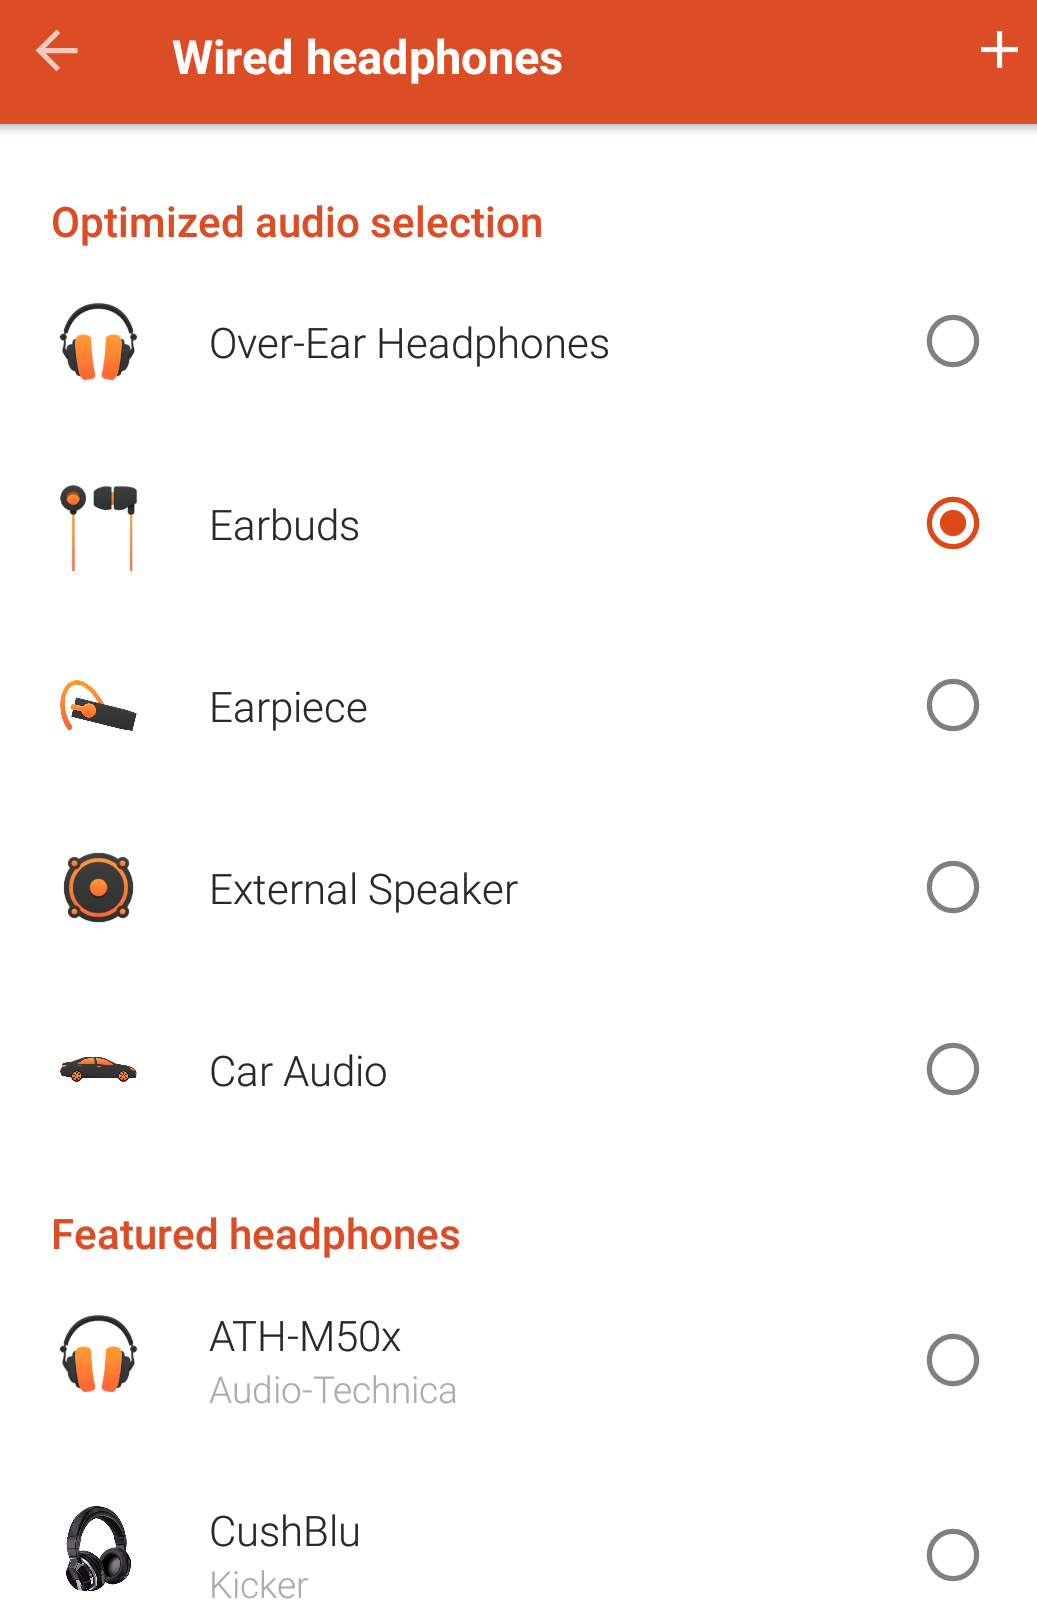 Wired headphones
Optimized audio selection
Over-Ear Headphones
Earbuds
Earpiece
External Speaker
Car Audio
Featured headphones
ATH-M50x
Audio-Technica
CushBlu
Kicker